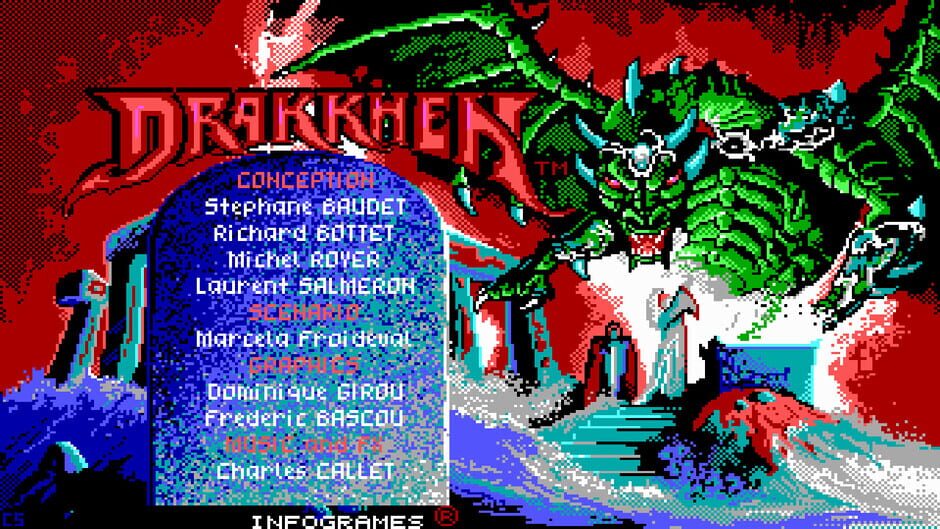 DRAKKHEN
TM
CONCEPTION
Stephane BAUDET
Richard BOTTET
Michel ROYER
Laurent SALMERON
SCENARIO
Marcela Froideval
GRAPHICS
Dominique GIROU
Frederic BASCOU
MUSIC and FX
Charles CALLET
INFOGRAMES ®
CS